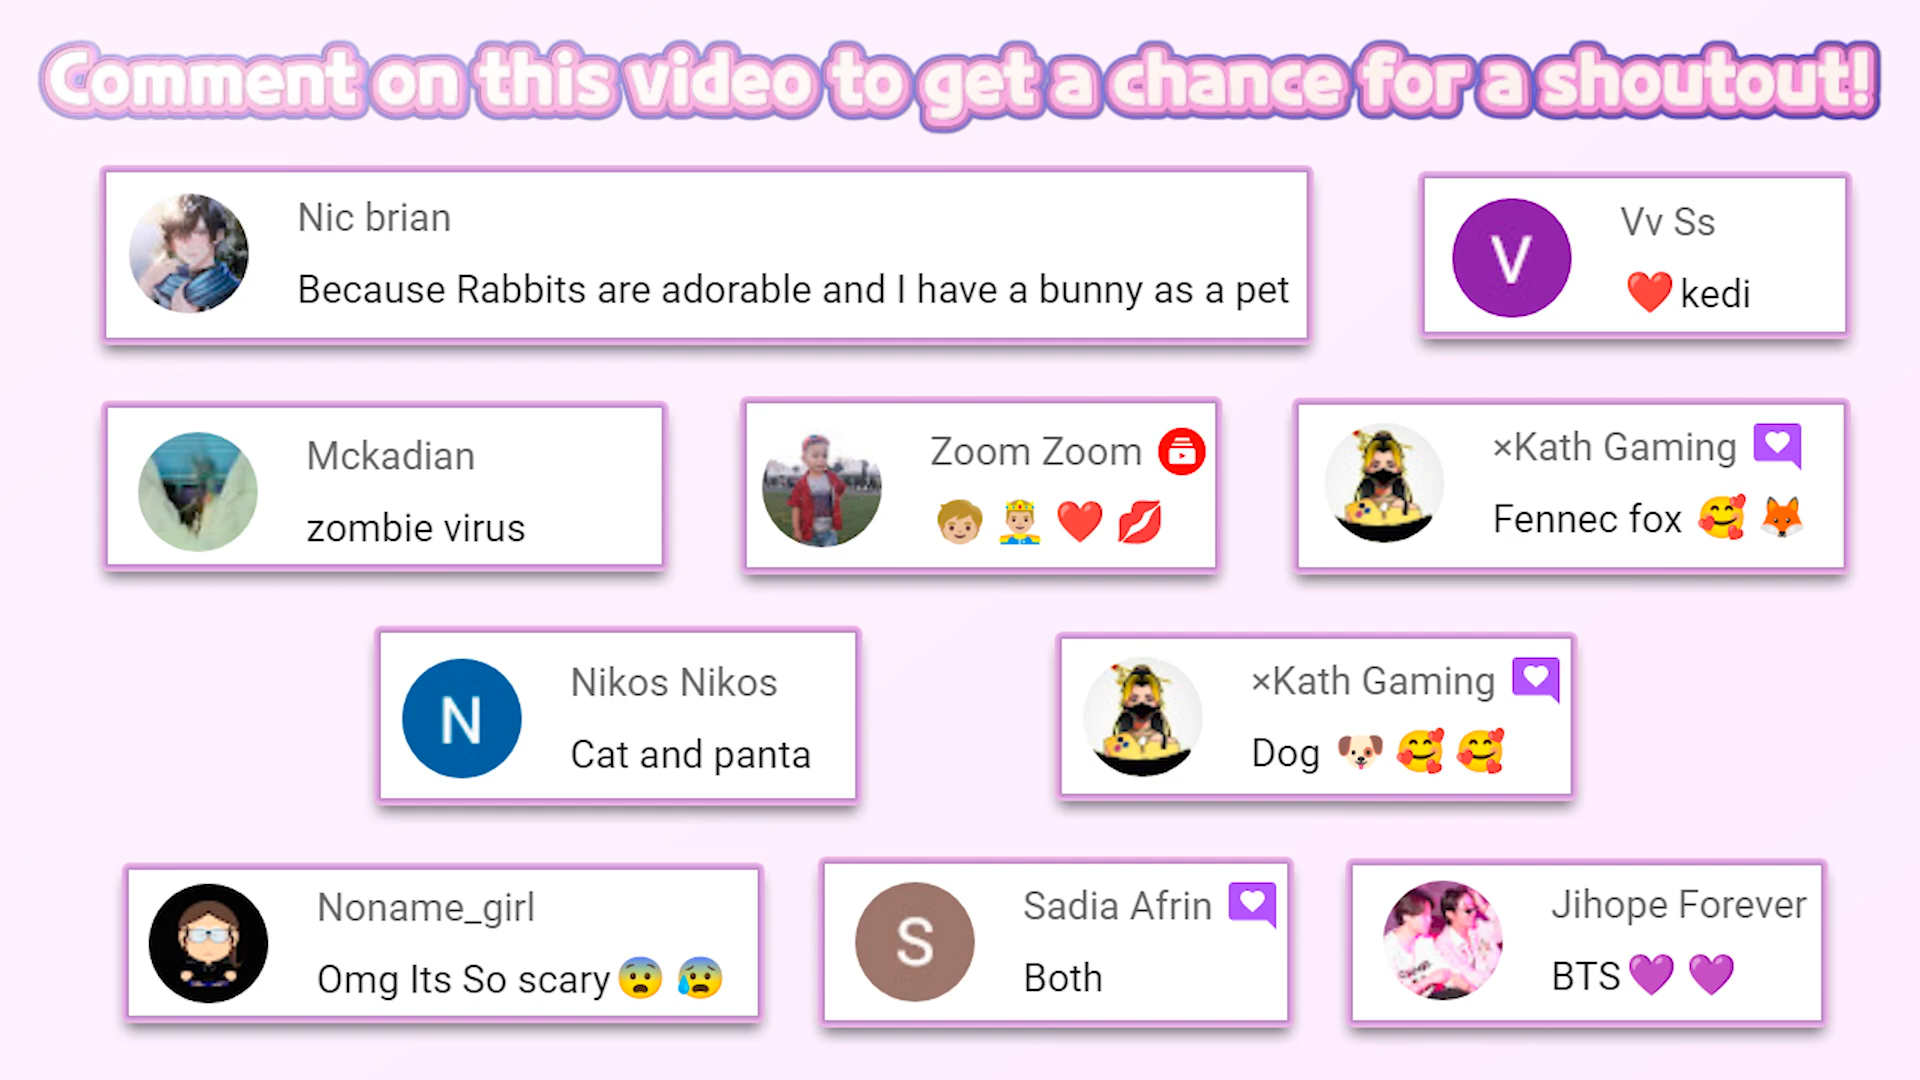 Comment on this video to get a chance for a shoutout!
Nic brian
Because Rabbits are adorable and I have a bunny as a pet
V
Vv Ss
❤️kedi
Mckadian
zombie virus
Zoom Zoom
🧒🏼🤴🏼❤️💋
×Kath Gaming
Fennec fox 🥰🦊
N
Nikos Nikos
Cat and panta
×Kath Gaming
Dog 🐶🥰🥰
Noname_girl
Omg Its So scary😨😰
S
Sadia Afrin
Both
Jihope Forever
BTS💜💜